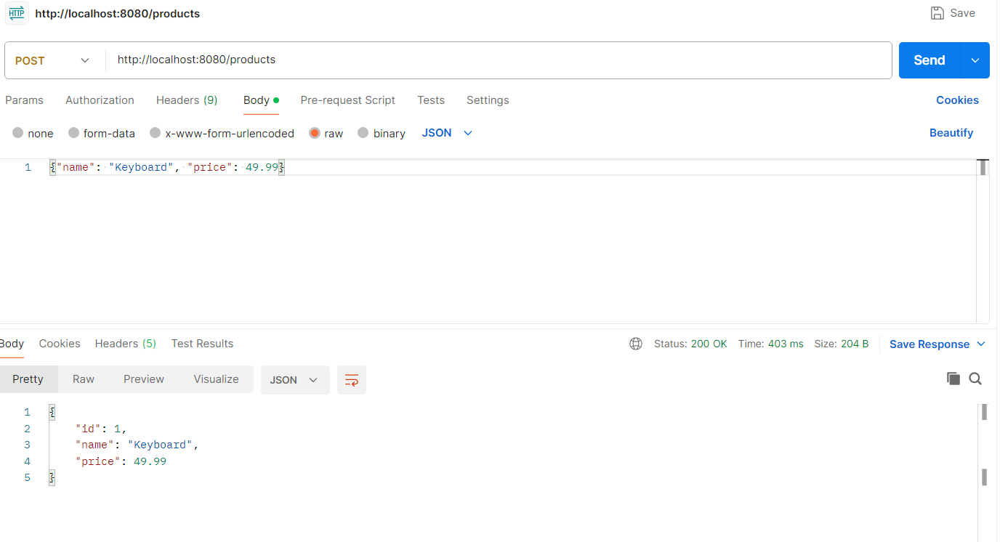 HTTP http://localhost:8080/products Save
POST http://localhost:8080/products Send
Params Authorization Headers (9) Body Pre-request Script Tests Settings Cookies
none form-data x-www-form-urlencoded raw binary JSON Beautify
1 {"name": "Keyboard", "price": 49.99}
Body Cookies Headers (5) Test Results Status: 200 OK Time: 403 ms Size: 204 B Save Response
Pretty Raw Preview Visualize JSON
1 {
2 "id": 1,
3 "name": "Keyboard",
4 "price": 49.99
5 }